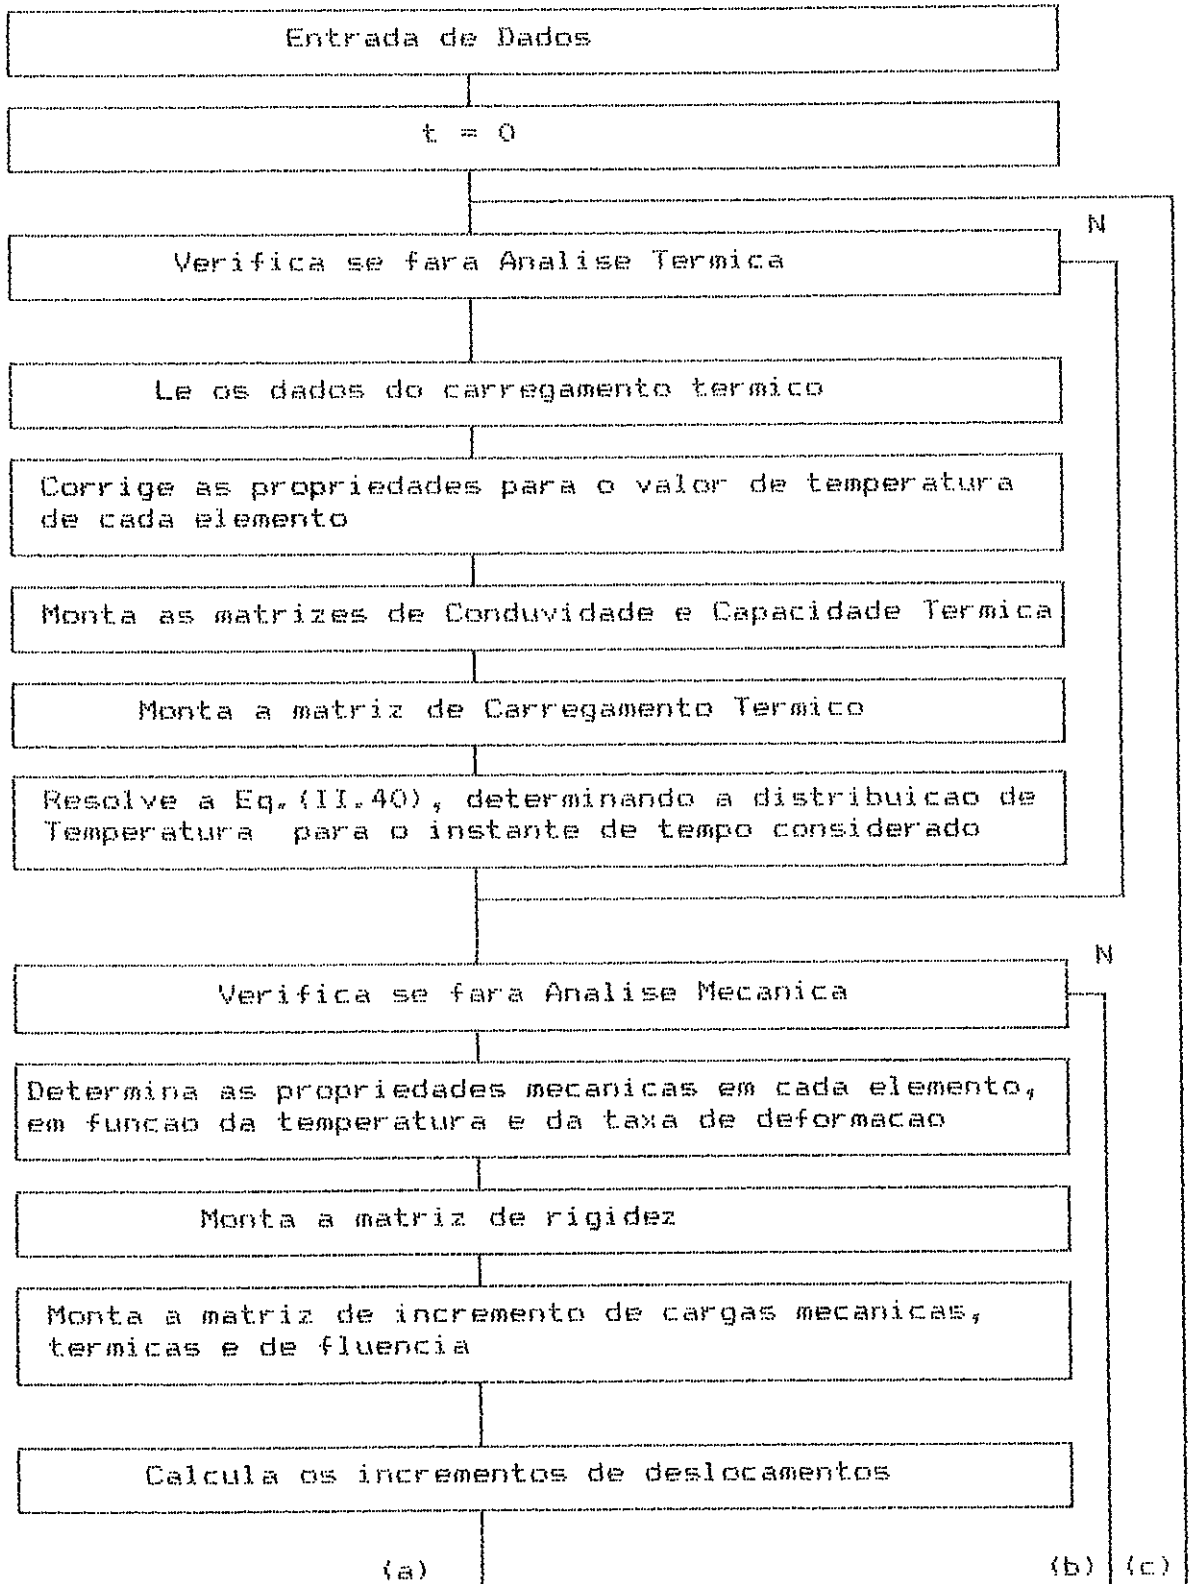 Entrada de Dados
t = 0
N
Verifica se fara Analise Termica
Le os dados do carregamento termico
Corrige as propriedades para o valor de temperatura
de cada elemento
Monta as matrizes de Conduvidade e Capacidade Termica
Monta a matriz de Carregamento Termico
Resolve a Eq.(II.40), determinando a distribuicao de
Temperatura para o instante de tempo considerado
N
Verifica se fara Analise Mecanica
Determina as propriedades mecanicas em cada elemento,
em funcao da temperatura e da taxa de deformacao
Monta a matriz de rigidez
Monta a matriz de incremento de cargas mecanicas,
termicas e de fluencia
Calcula os incrementos de deslocamentos
(a) (b) (c)